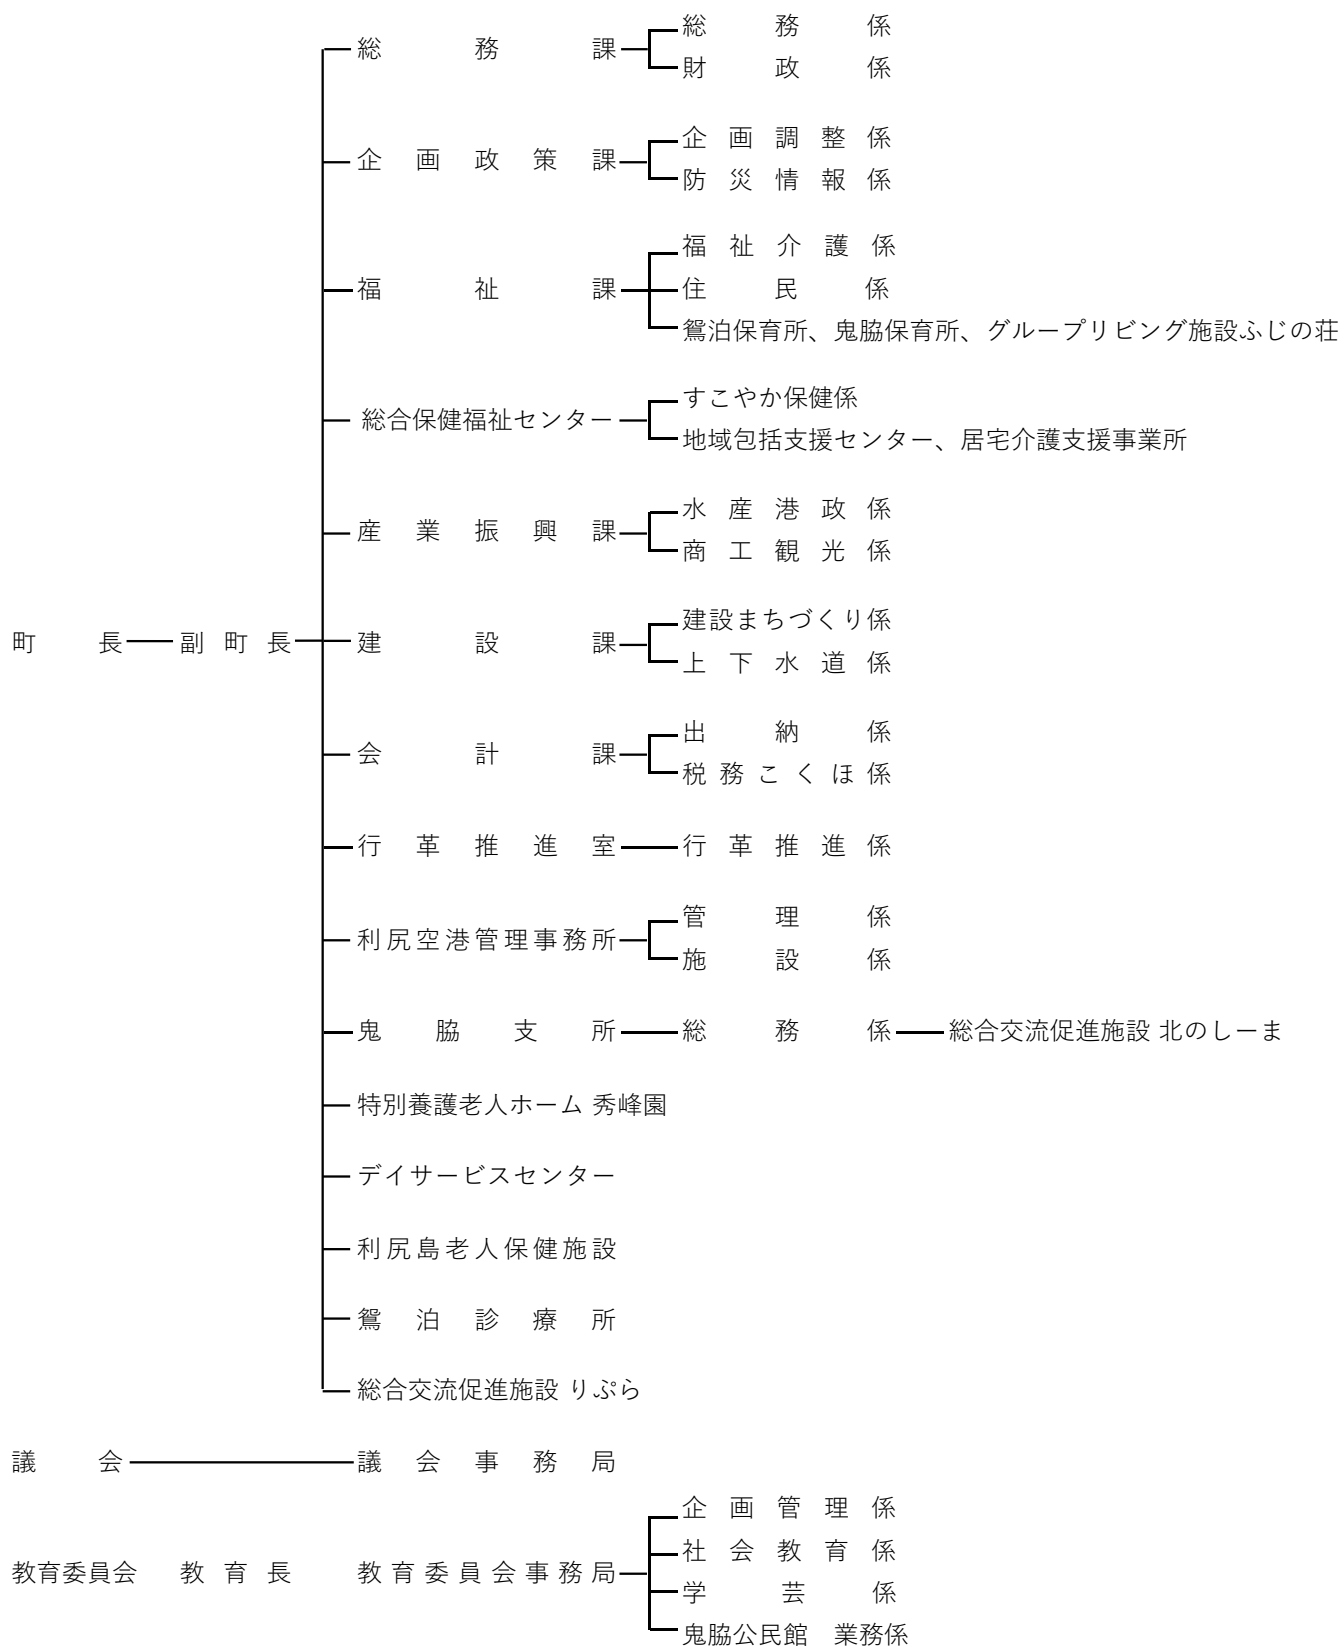 総務課 総務係
財政係
企画政策課 企画調整係
防災情報係
福祉課 福祉介護係
住民係
鴛泊保育所、鬼脇保育所、グループリビング施設ふじの荘
総合保健福祉センター すこやか保健係
地域包括支援センター、居宅介護支援事業所
産業振興課 水産港政係
商工観光係
町長 副町長 建設課 建設まちづくり係
上下水道係
会計課 出納係
税務こくほ係
行革推進室 行革推進係
利尻空港管理事務所 管理係
施設係
鬼脇支所 総務係 総合交流促進施設 北のしーま
特別養護老人ホーム 秀峰園
デイサービスセンター
利尻島老人保健施設
鴛泊診療所
総合交流促進施設 りぷら
議会 議会事務局
教育委員会 教育長 教育委員会事務局 企画管理係
社会教育係
学芸係
鬼脇公民館 業務係